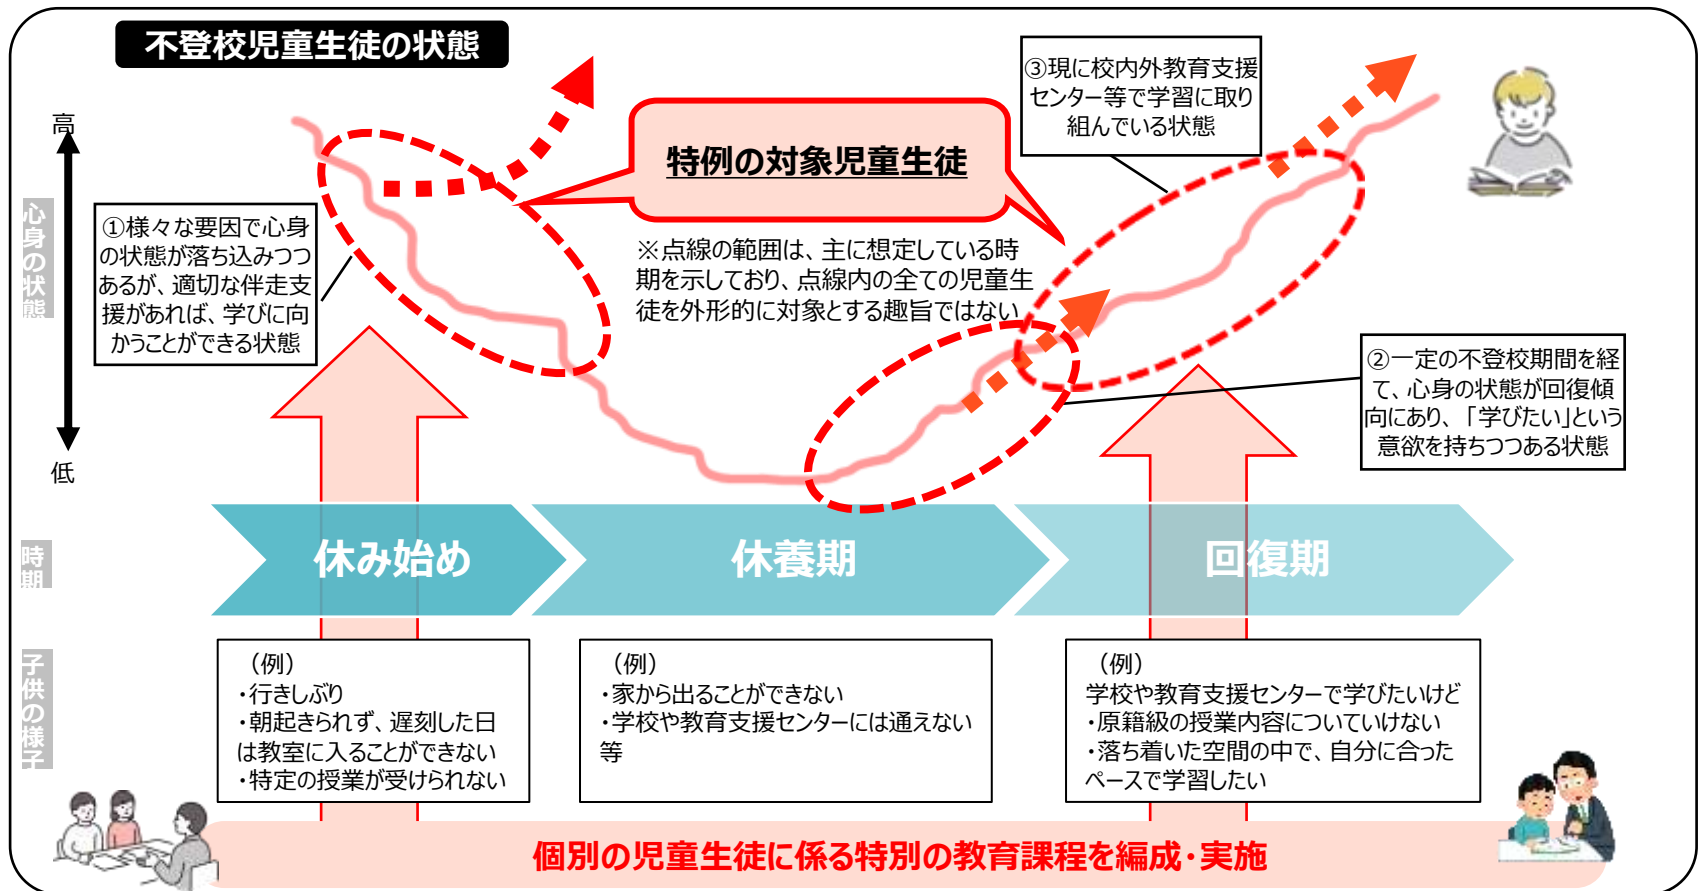 不登校児童生徒の状態
高
心身の状態
低
①様々な要因で心身
の状態が落ち込みつつ
あるが、適切な伴走支
援があれば、学びに向
かうことができる状態
特例の対象児童生徒
※点線の範囲は、主に想定している時
期を示しており、点線内の全ての児童生
徒を外形的に対象とする趣旨ではない
③現に校内外教育支援
センター等で学習に取り
組んでいる状態
②一定の不登校期間を経
て、心身の状態が回復傾
向にあり、「学びたい」という
意欲を持ちつつある状態
時期
休み始め
休養期
回復期
子供の様子
（例）
・行きしぶり
・朝起きられず、遅刻した日
は教室に入ることができない
・特定の授業が受けられない
（例）
・家から出ることができない
・学校や教育支援センターには通えない
等
（例）
学校や教育支援センターで学びたいけど
・原籍級の授業内容についていけない
・落ち着いた空間の中で、自分に合った
ペースで学習したい
個別の児童生徒に係る特別の教育課程を編成・実施